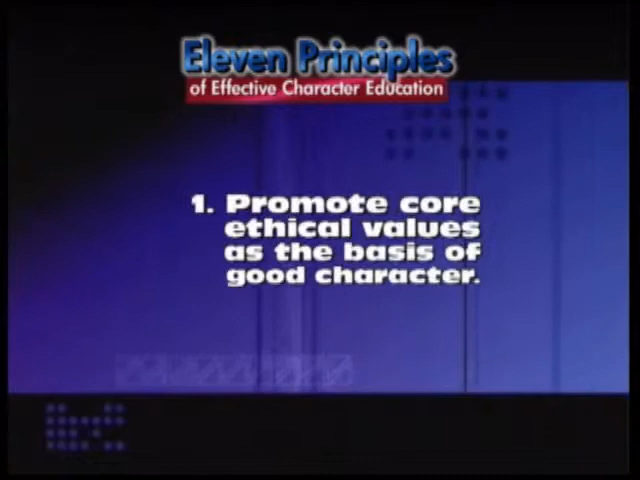 Eleven Principles
of Effective Character Education
1. Promote core
ethical values
as the basis of
good character.